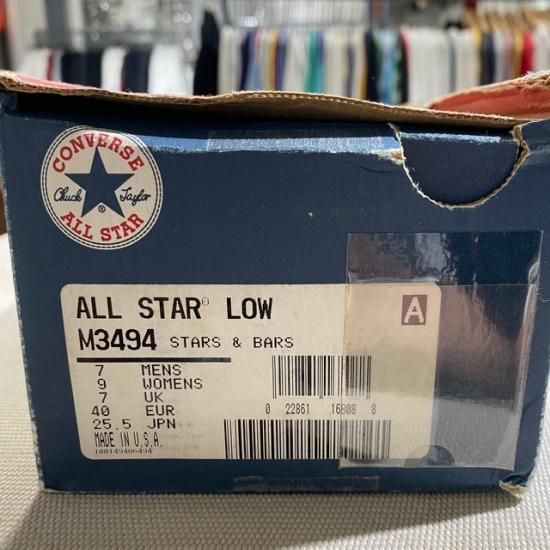 CONVERSE
Chuck Taylor
®
ALL STAR
ALL STAR® LOW
A
M3494 STARS & BARS
7 MENS
9 WOMENS
7 UK
40 EUR
25.5 JPN
MADE IN U.S.A.
100149406494
0 22861 16808 8